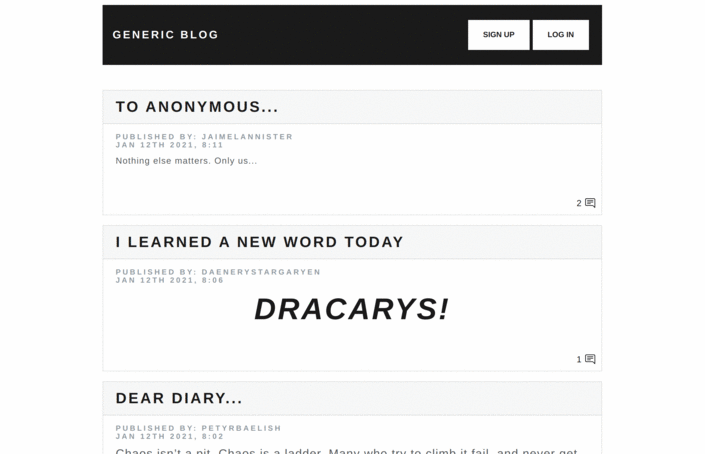 GENERIC BLOG
SIGN UP
LOG IN
TO ANONYMOUS...
PUBLISHED BY: JAIMELANNISTER
JAN 12TH 2021, 8:11
Nothing else matters. Only us...
2
I LEARNED A NEW WORD TODAY
PUBLISHED BY: DAENERYSTARGARYEN
JAN 12TH 2021, 8:06
DRACARYS!
1
DEAR DIARY...
PUBLISHED BY: PETYRBAELISH
JAN 12TH 2021, 8:02
Chaos isn't a pit. Chaos is a ladder. Many who try to climb it fail, and never get